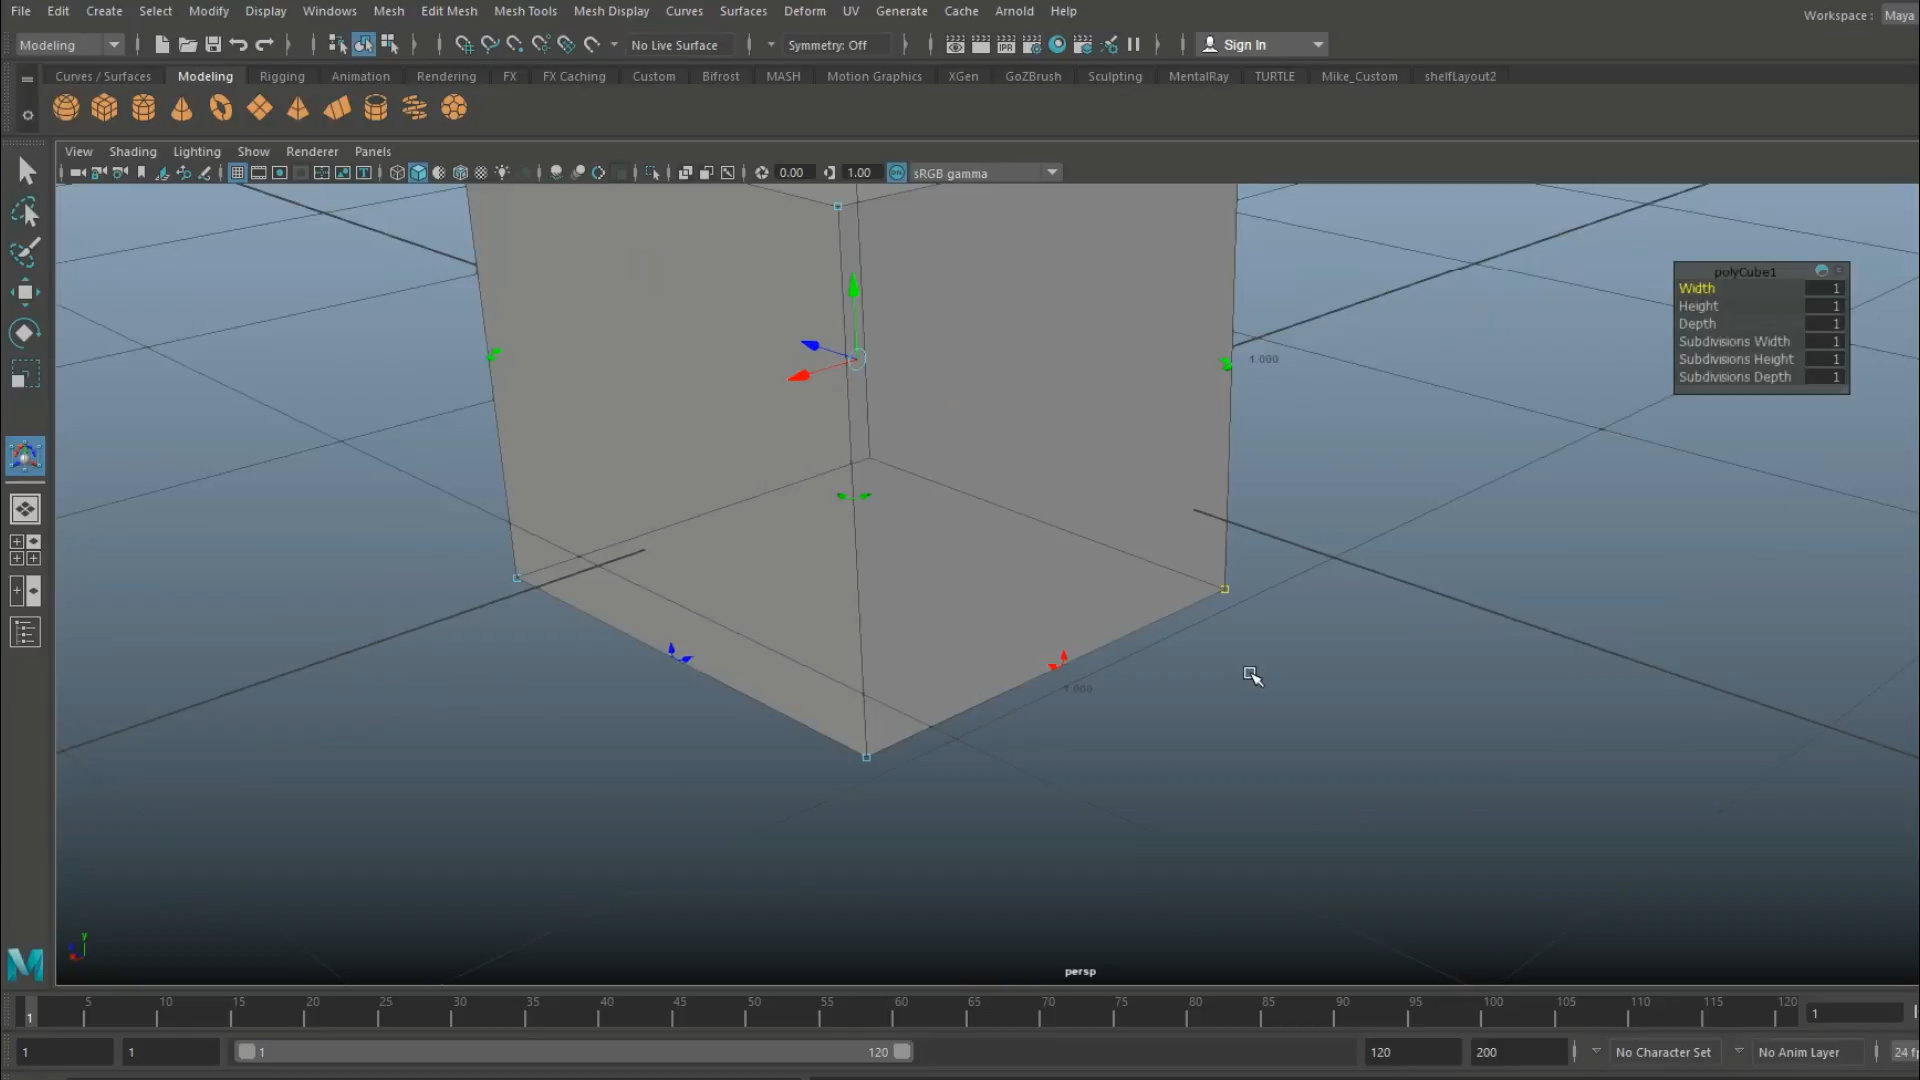 File Edit Create Select Modify Display Windows Mesh Edit Mesh Mesh Tools Mesh Display Curves Surfaces Deform UV Generate Cache Arnold Help
Workspace : Maya
Modeling No Live Surface Symmetry: Off IPR Sign In
Curves / Surfaces Modeling Rigging Animation Rendering FX FX Caching Custom Bifrost MASH Motion Graphics XGen GoZBrush Sculpting MentalRay TURTLE Mike_Custom shelfLayout2
View Shading Lighting Show Renderer Panels
0.00 1.00 sRGB gamma
polyCube1
Width 1
Height 1
Depth 1
Subdivisions Width 1
Subdivisions Height 1
Subdivisions Depth 1
1.000
1.000
y
persp
5 10 15 20 25 30 35 40 45 50 55 60 65 70 75 80 85 90 95 100 105 110 115 120
1 1
1 1 1 120 120 200 No Character Set No Anim Layer 24 f